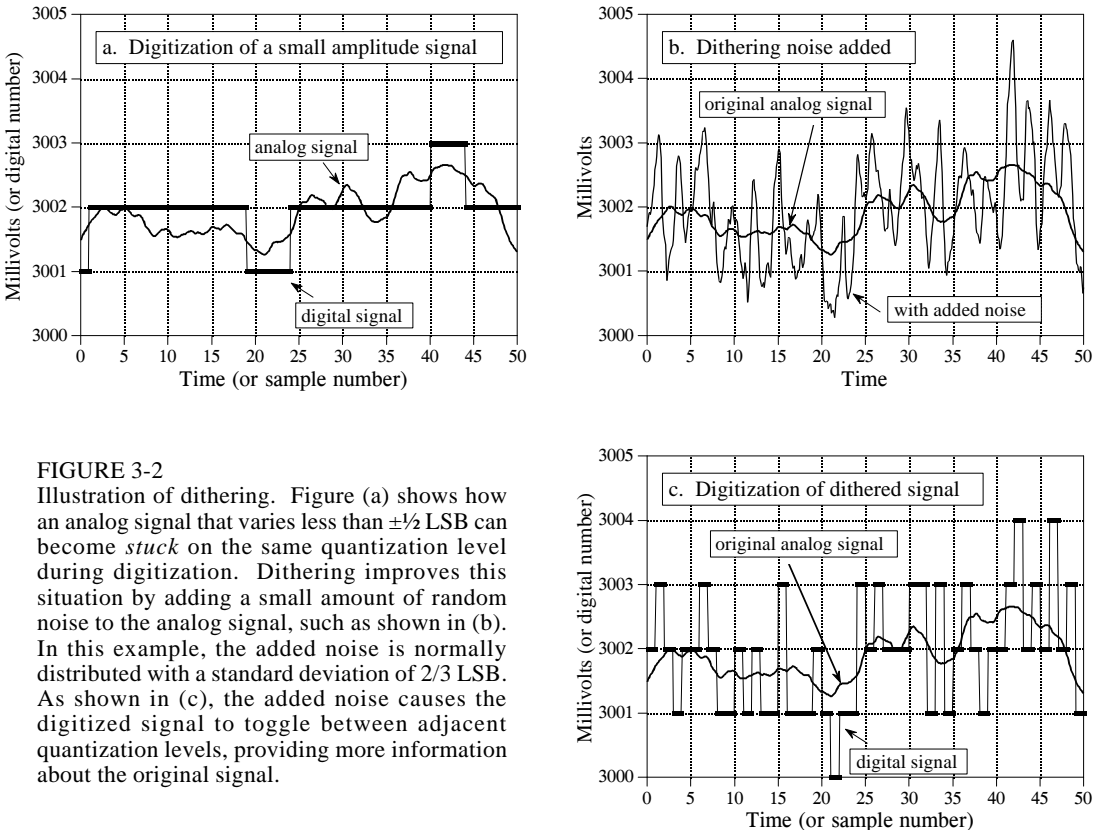 3005
3004
3003
3002
3001
3000
0 5 10 15 20 25 30 35 40 45 50
Time (or sample number)
Millivolts (or digital number)
a. Digitization of a small amplitude signal
analog signal
digital signal
3005
3004
3003
3002
3001
3000
0 5 10 15 20 25 30 35 40 45 50
Time
Millivolts
b. Dithering noise added
original analog signal
with added noise
FIGURE 3-2
Illustration of dithering. Figure (a) shows how
an analog signal that varies less than ±½ LSB can
become stuck on the same quantization level
during digitization. Dithering improves this
situation by adding a small amount of random
noise to the analog signal, such as shown in (b).
In this example, the added noise is normally
distributed with a standard deviation of 2/3 LSB.
As shown in (c), the added noise causes the
digitized signal to toggle between adjacent
quantization levels, providing more information
about the original signal.
3005
3004
3003
3002
3001
3000
0 5 10 15 20 25 30 35 40 45 50
Time (or sample number)
Millivolts (or digital number)
c. Digitization of dithered signal
original analog signal
digital signal